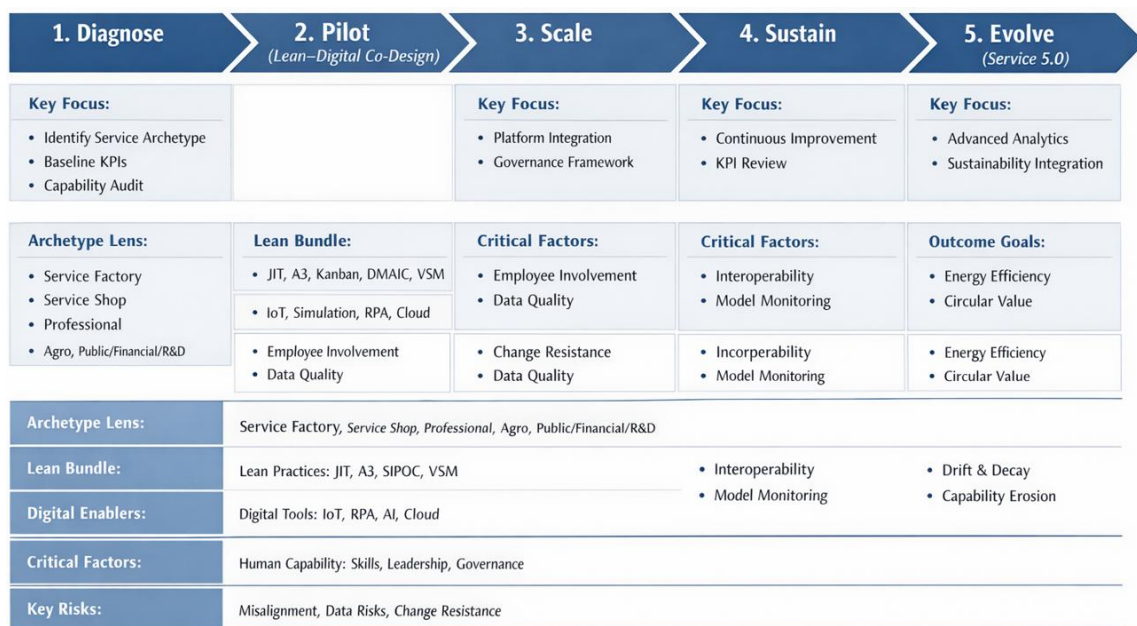 1. Diagnose
2. Pilot
(Lean–Digital Co-Design)
3. Scale
4. Sustain
5. Evolve
(Service 5.0)
Key Focus:
• Identify Service Archetype
• Baseline KPIs
• Capability Audit
Key Focus:
• Platform Integration
• Governance Framework
Key Focus:
• Continuous Improvement
• KPI Review
Key Focus:
• Advanced Analytics
• Sustainability Integration
Archetype Lens:
• Service Factory
• Service Shop
• Professional
• Agro, Public/Financial/R&D
Lean Bundle:
• JIT, A3, Kanban, DMAIC, VSM
• IoT, Simulation, RPA, Cloud
• Employee Involvement
• Data Quality
Critical Factors:
• Employee Involvement
• Data Quality
• Change Resistance
• Data Quality
Critical Factors:
• Interoperability
• Model Monitoring
• Incorperability
• Model Monitoring
Outcome Goals:
• Energy Efficiency
• Circular Value
• Energy Efficiency
• Circular Value
Archetype Lens:
Service Factory, Service Shop, Professional, Agro, Public/Financial/R&D
Lean Bundle:
Lean Practices: JIT, A3, SIPOC, VSM
• Interoperability
• Model Monitoring
• Drift & Decay
• Capability Erosion
Digital Enablers:
Digital Tools: IoT, RPA, AI, Cloud
Critical Factors:
Human Capability: Skills, Leadership, Governance
Key Risks:
Misalignment, Data Risks, Change Resistance